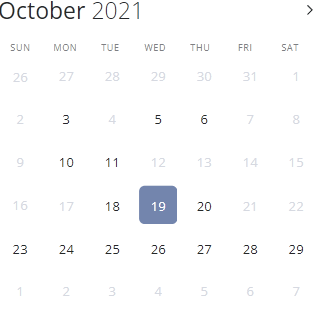 October 2021
SUN MON TUE WED THU FRI SAT
26 27 28 29 30 31 1
2 3 4 5 6 7 8
9 10 11 12 13 14 15
16 17 18 19 20 21 22
23 24 25 26 27 28 29
1 2 3 4 5 6 7